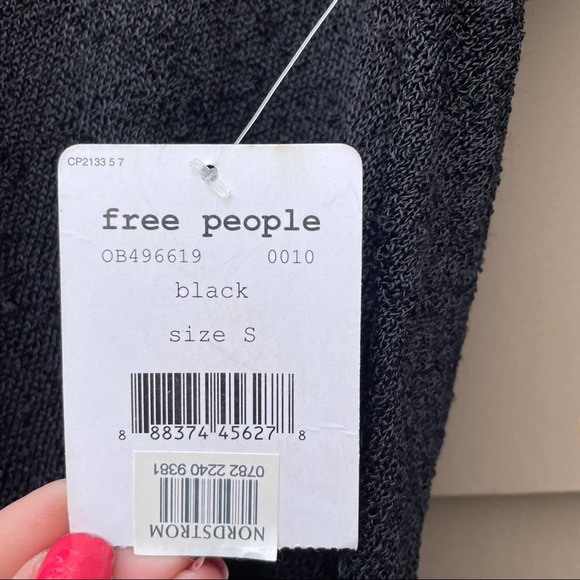 CP2133 5 7
free people
OB496619 0010
black
size S
8 88374 45627 8
NORDSTROM
0782 2240 9381